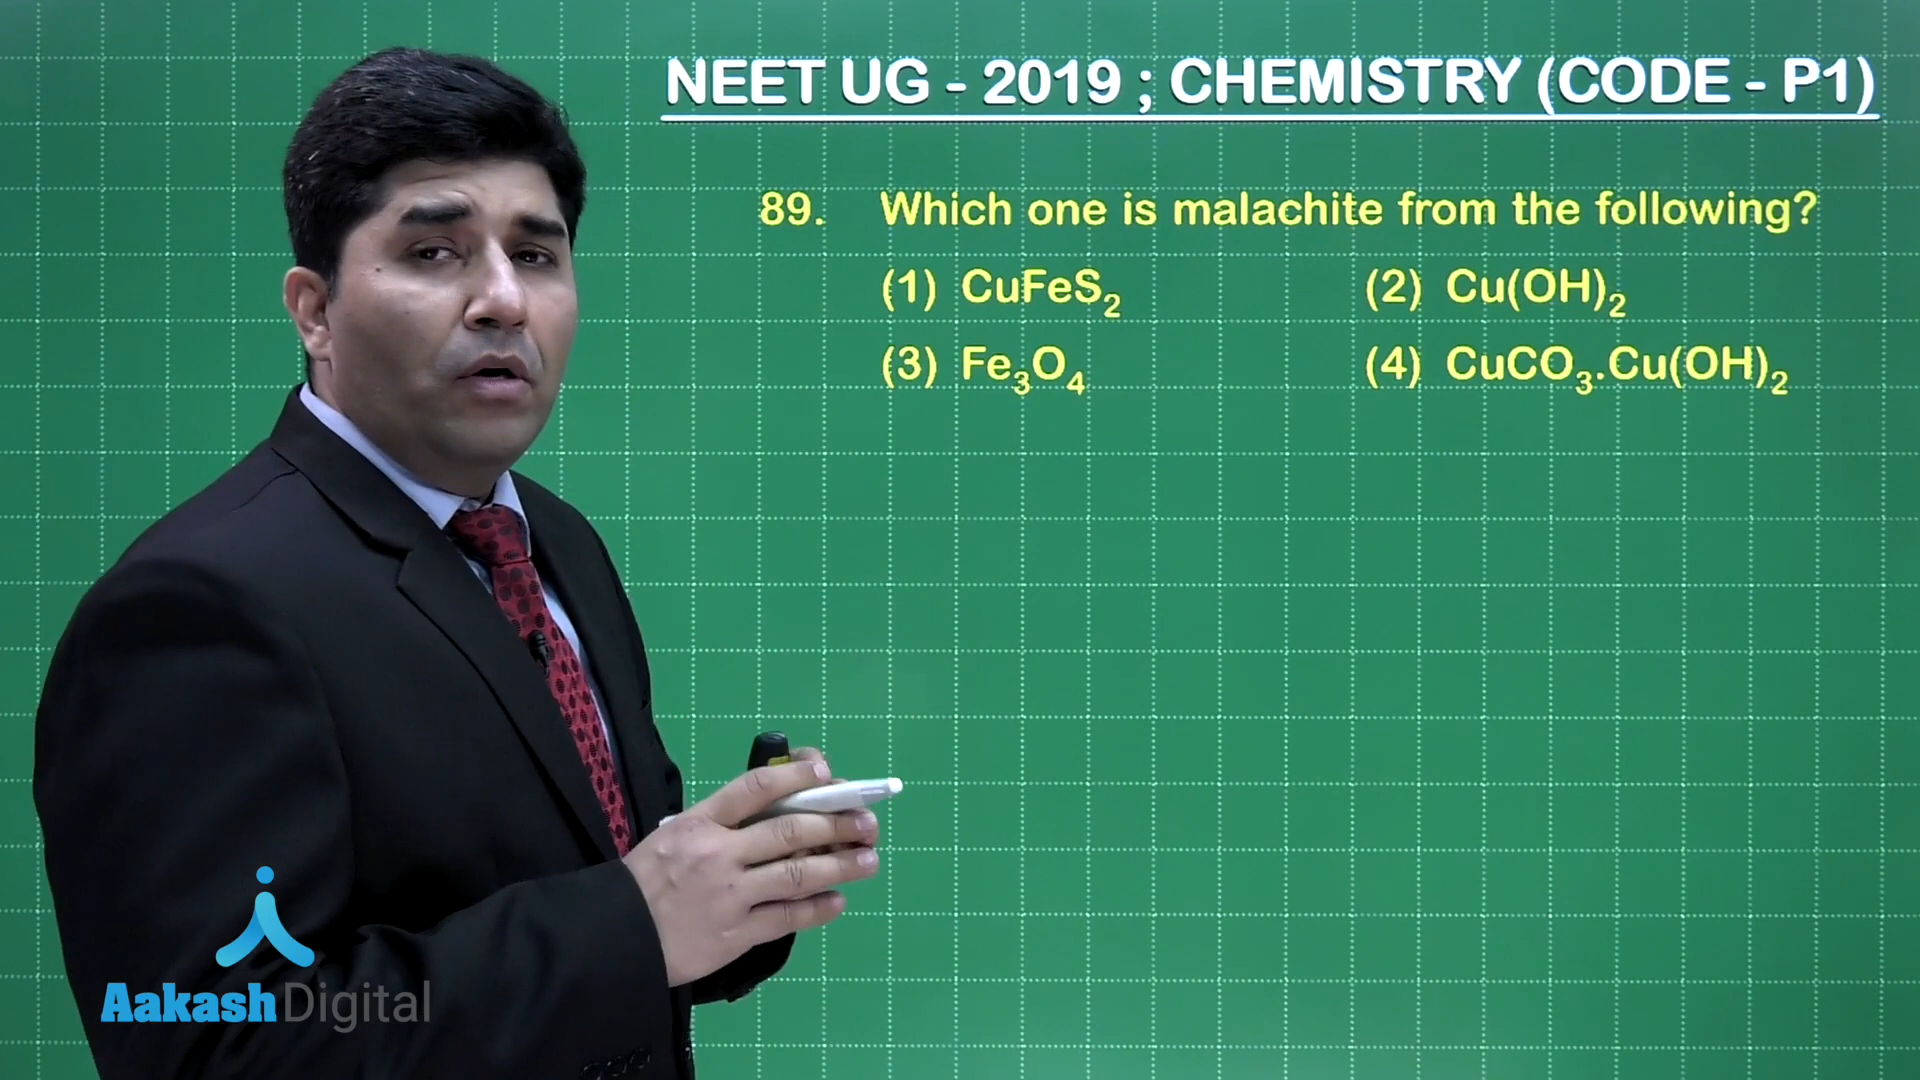 NEET UG - 2019 ; CHEMISTRY (CODE - P1)
89. Which one is malachite from the following?
(1) CuFeS₂ (2) Cu(OH)₂
(3) Fe₃O₄ (4) CuCO₃.Cu(OH)₂
Aakash Digital